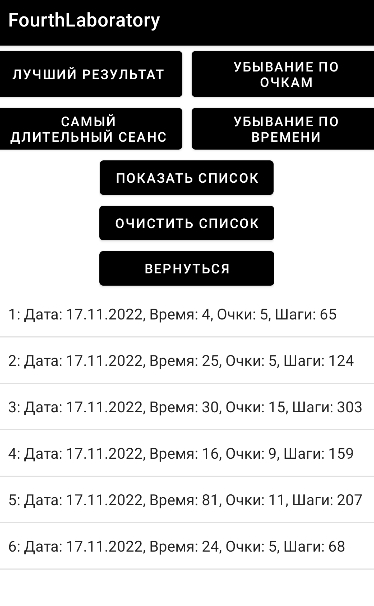 FourthLaboratory
ЛУЧШИЙ РЕЗУЛЬТАТ
УБЫВАНИЕ ПО
ОЧКАМ
САМЫЙ
ДЛИТЕЛЬНЫЙ СЕАНС
УБЫВАНИЕ ПО
ВРЕМЕНИ
ПОКАЗАТЬ СПИСОК
ОЧИСТИТЬ СПИСОК
ВЕРНУТЬСЯ
1: Дата: 17.11.2022, Время: 4, Очки: 5, Шаги: 65
2: Дата: 17.11.2022, Время: 25, Очки: 5, Шаги: 124
3: Дата: 17.11.2022, Время: 30, Очки: 15, Шаги: 303
4: Дата: 17.11.2022, Время: 16, Очки: 9, Шаги: 159
5: Дата: 17.11.2022, Время: 81, Очки: 11, Шаги: 207
6: Дата: 17.11.2022, Время: 24, Очки: 5, Шаги: 68